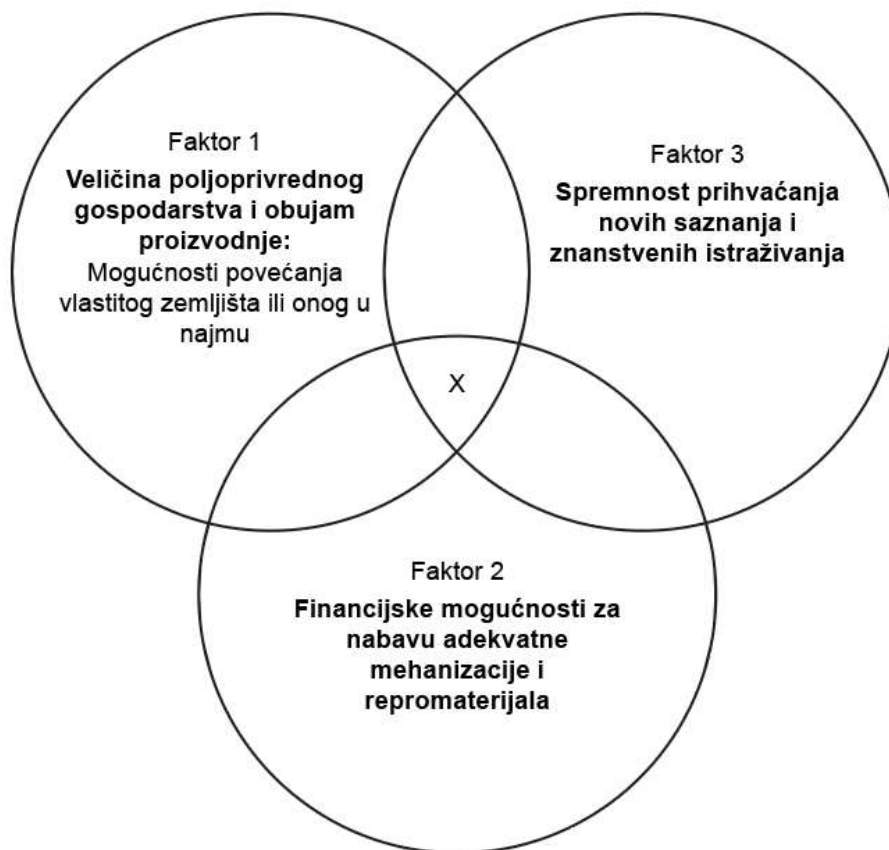 Faktor 1
Veličina poljoprivrednog
gospodarstva i obujam
proizvodnje:
Mogućnosti povećanja
vlastitog zemljišta ili onog u
najmu
Faktor 3
Spremnost prihvaćanja
novih saznanja i
znanstvenih istraživanja
X
Faktor 2
Financijske mogućnosti za
nabavu adekvatne
mehanizacije i
repromaterijala